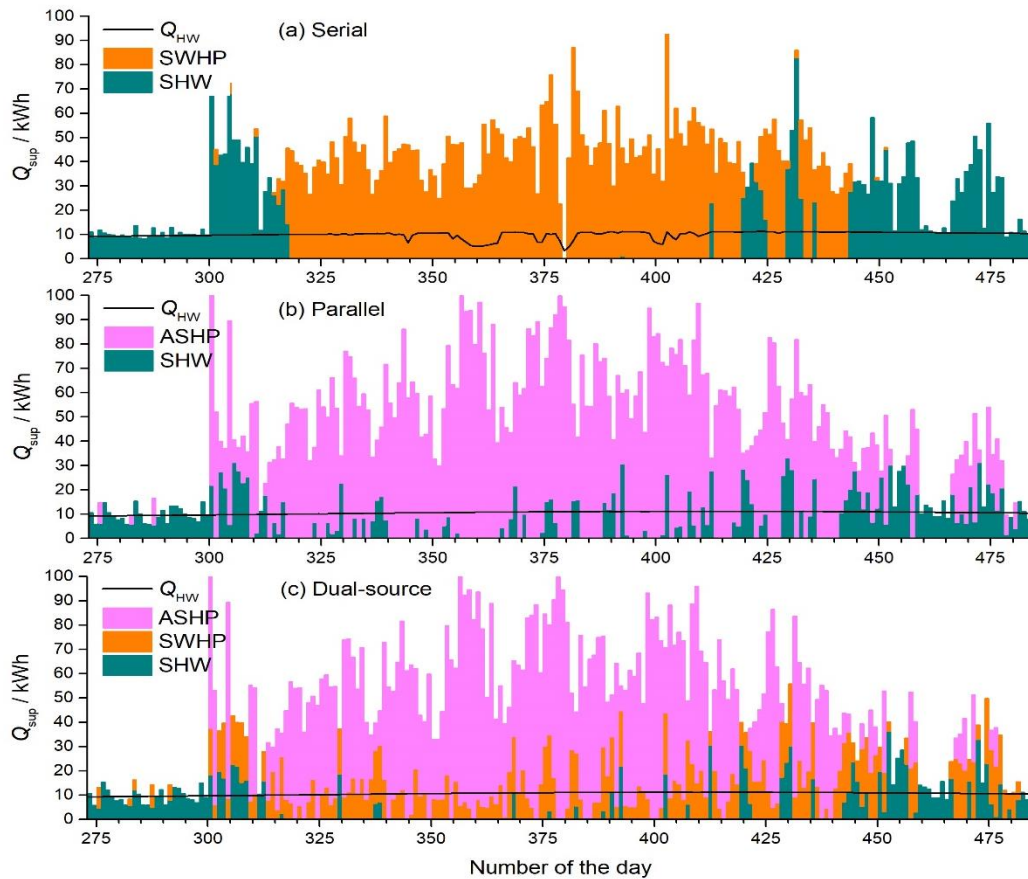 (a) Serial
Q_HW
SWHP
SHW
Q_sup / kWh
100
90
80
70
60
50
40
30
20
10
0
275 300 325 350 375 400 425 450 475
(b) Parallel
Q_HW
ASHP
SHW
Q_sup / kWh
100
90
80
70
60
50
40
30
20
10
0
275 300 325 350 375 400 425 450 475
(c) Dual-source
Q_HW
ASHP
SWHP
SHW
Q_sup / kWh
100
90
80
70
60
50
40
30
20
10
0
275 300 325 350 375 400 425 450 475
Number of the day